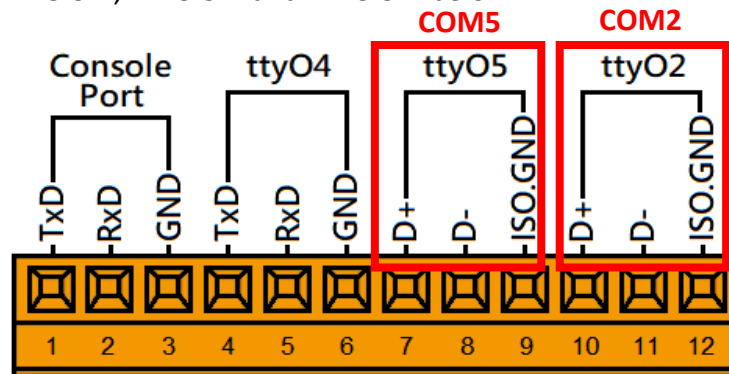 COM5 COM2
Console
Port
ttyO4 ttyO5 ttyO2
TxD RxD GND TxD RxD GND D+ D- ISO.GND D+ D- ISO.GND
1 2 3 4 5 6 7 8 9 10 11 12